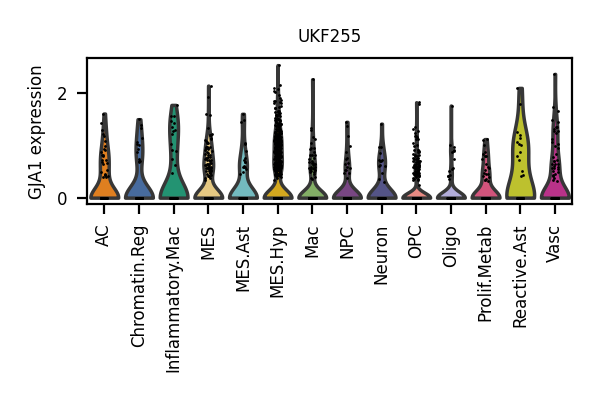 UKF255
GJA1 expression
2
0
AC
Chromatin.Reg
Inflammatory.Mac
MES
MES.Ast
MES.Hyp
Mac
NPC
Neuron
OPC
Oligo
Prolif.Metab
Reactive.Ast
Vasc